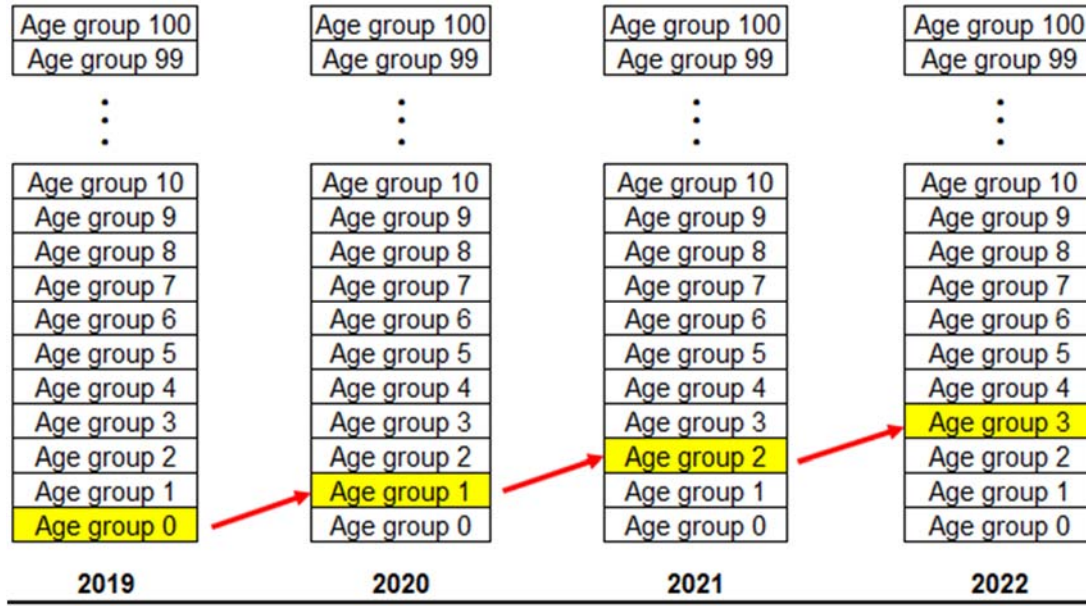 Age group 100
Age group 99
Age group 10
Age group 9
Age group 8
Age group 7
Age group 6
Age group 5
Age group 4
Age group 3
Age group 2
Age group 1
Age group 0
2019
Age group 100
Age group 99
Age group 10
Age group 9
Age group 8
Age group 7
Age group 6
Age group 5
Age group 4
Age group 3
Age group 2
Age group 1
Age group 0
2020
Age group 100
Age group 99
Age group 10
Age group 9
Age group 8
Age group 7
Age group 6
Age group 5
Age group 4
Age group 3
Age group 2
Age group 1
Age group 0
2021
Age group 100
Age group 99
Age group 10
Age group 9
Age group 8
Age group 7
Age group 6
Age group 5
Age group 4
Age group 3
Age group 2
Age group 1
Age group 0
2022